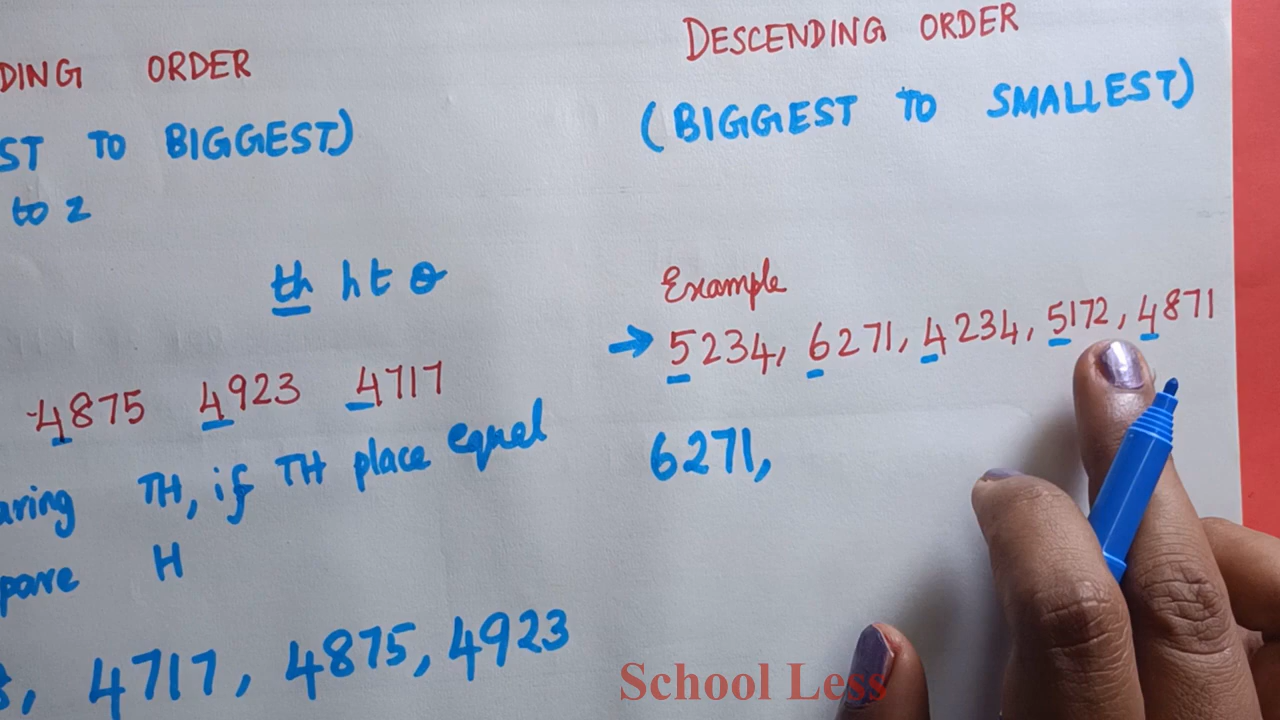 DING ORDER
ST TO BIGGEST)
to z
th h t o
4875 4923 4717
aring TH, if TH place equal
pare H
, 4717, 4875, 4923
DESCENDING ORDER
(BIGGEST TO SMALLEST)
Example
→ 5234, 6271, 4234, 5172, 4871
6271,
School Less